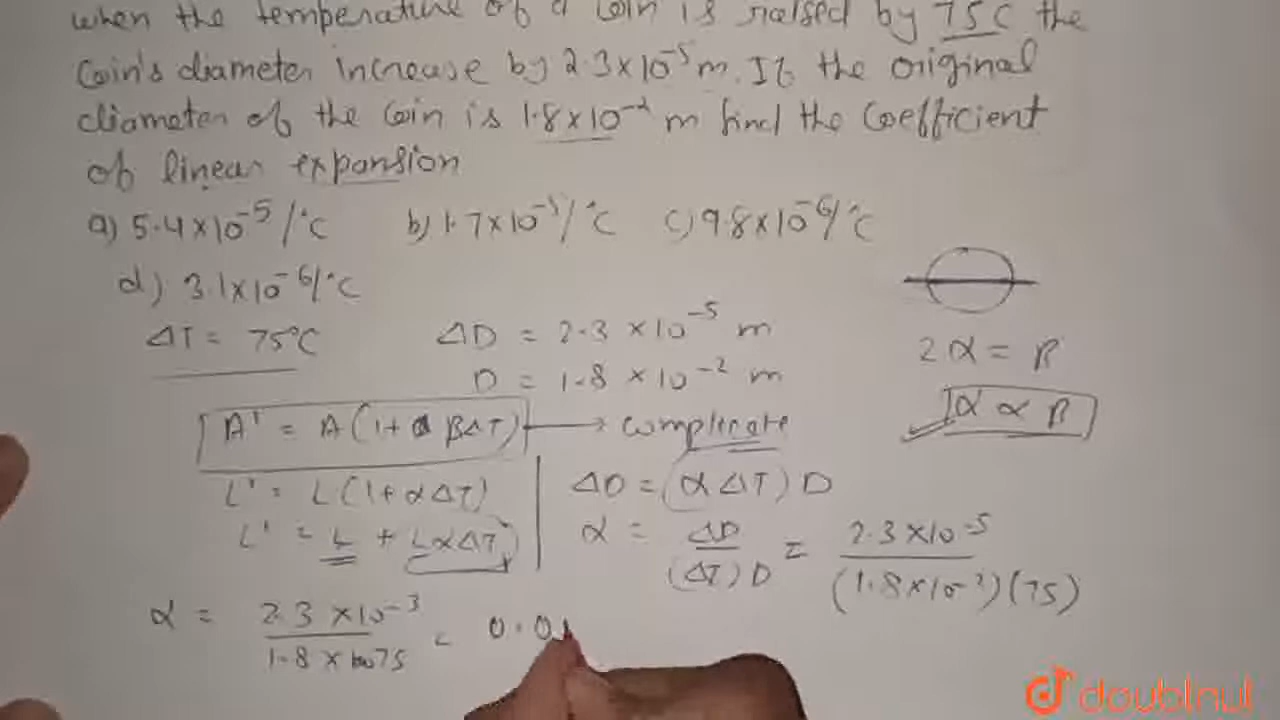 when the temperature of a coin is raised by 75C the
Coin's diameter increase by 2.3×10⁻⁵ m. If the original
diameter of the coin is 1.8×10⁻² m find the Coefficient
of linear expansion
a) 5.4×10⁻⁵/°C b) 1.7×10⁻⁵/°C c) 9.8×10⁻⁶/°C
d) 3.1×10⁻⁶/°C
ΔT = 75°C ΔD = 2.3 × 10⁻⁵ m
D = 1.8 × 10⁻² m
2α = β
α ∝ β
A' = A(1+ βΔT) → complicate
L' = L(1+αΔT)
L' = L + LαΔT
ΔD = (αΔT) D
α = ΔD/(ΔT)D = 2.3×10⁻⁵/(1.8×10⁻²)(75)
α = 2.3×10⁻³/1.8×75 = 0.0
doubtnut